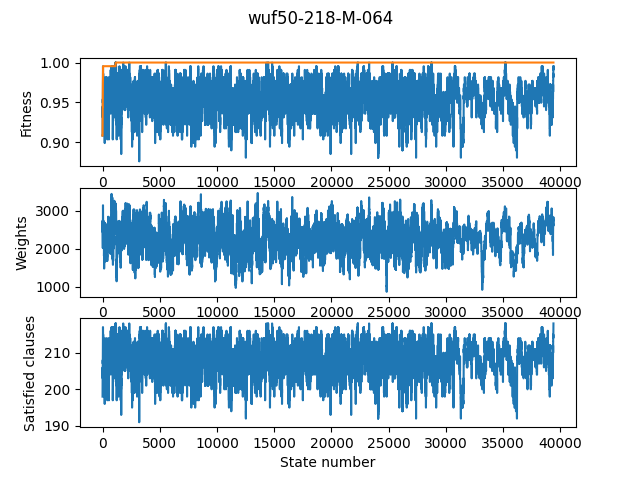 wuf50-218-M-064
1.00
0.95
0.90
Fitness
0 5000 10000 15000 20000 25000 30000 35000 40000
3000
2000
1000
Weights
0 5000 10000 15000 20000 25000 30000 35000 40000
210
200
190
Satisfied clauses
0 5000 10000 15000 20000 25000 30000 35000 40000
State number